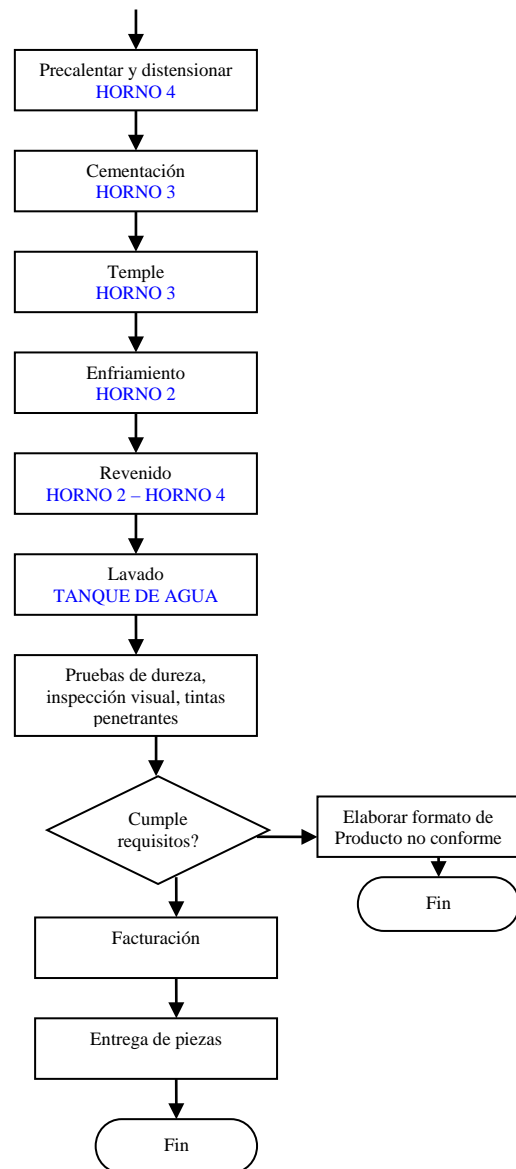 Precalentar y distensionar
HORNO 4
Cementación
HORNO 3
Temple
HORNO 3
Enfriamiento
HORNO 2
Revenido
HORNO 2 – HORNO 4
Lavado
TANQUE DE AGUA
Pruebas de dureza,
inspección visual, tintas
penetrantes
Cumple
requisitos?
Elaborar formato de
Producto no conforme
Fin
Facturación
Entrega de piezas
Fin